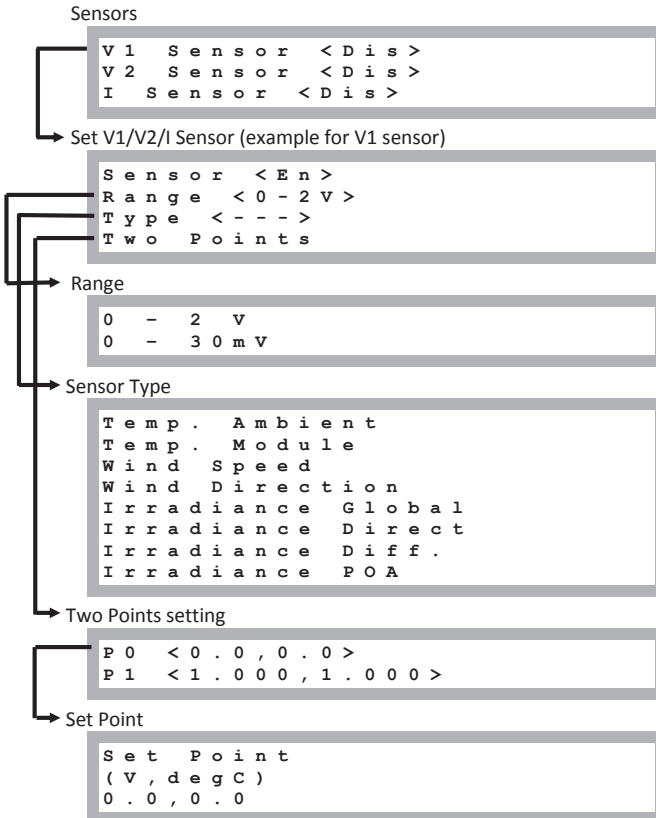 Sensors
V1 Sensor <Dis>
V2 Sensor <Dis>
I Sensor <Dis>
Set V1/V2/I Sensor (example for V1 sensor)
Sensor <En>
Range <0-2V>
Type <--->
Two Points
Range
0 – 2 V
0 – 30mV
Sensor Type
Temp. Ambient
Temp. Module
Wind Speed
Wind Direction
Irradiance Global
Irradiance Direct
Irradiance Diff.
Irradiance POA
Two Points setting
P0 <0.0,0.0>
P1 <1.000,1.000>
Set Point
Set Point
(V,degC)
0.0,0.0